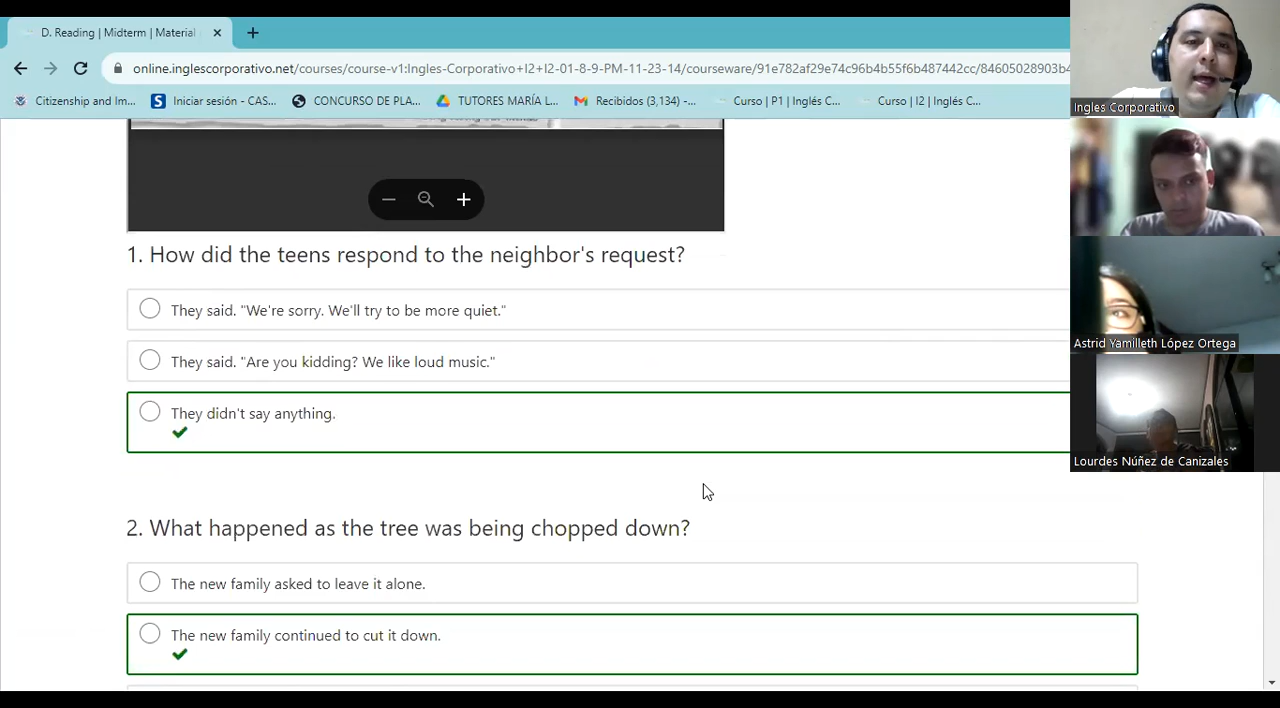 D. Reading | Midterm | Material
online.inglescorporativo.net/courses/course-v1:Ingles-Corporativo+I2+I2-01-8-9-PM-11-23-14/courseware/91e782af29e74c96b4b55f6b487442cc/84605028903b4
Citizenship and Im... Iniciar sesión - CAS... CONCURSO DE PLA... TUTORES MARÍA L... Recibidos (3,134) -... Curso | P1 | Inglés C... Curso | I2 | Inglés C...
Ingles Corporativo
1. How did the teens respond to the neighbor's request?
They said. "We're sorry. We'll try to be more quiet."
They said. "Are you kidding? We like loud music."
Astrid Yamilleth López Ortega
They didn't say anything.
Lourdes Núñez de Canizales
2. What happened as the tree was being chopped down?
The new family asked to leave it alone.
The new family continued to cut it down.